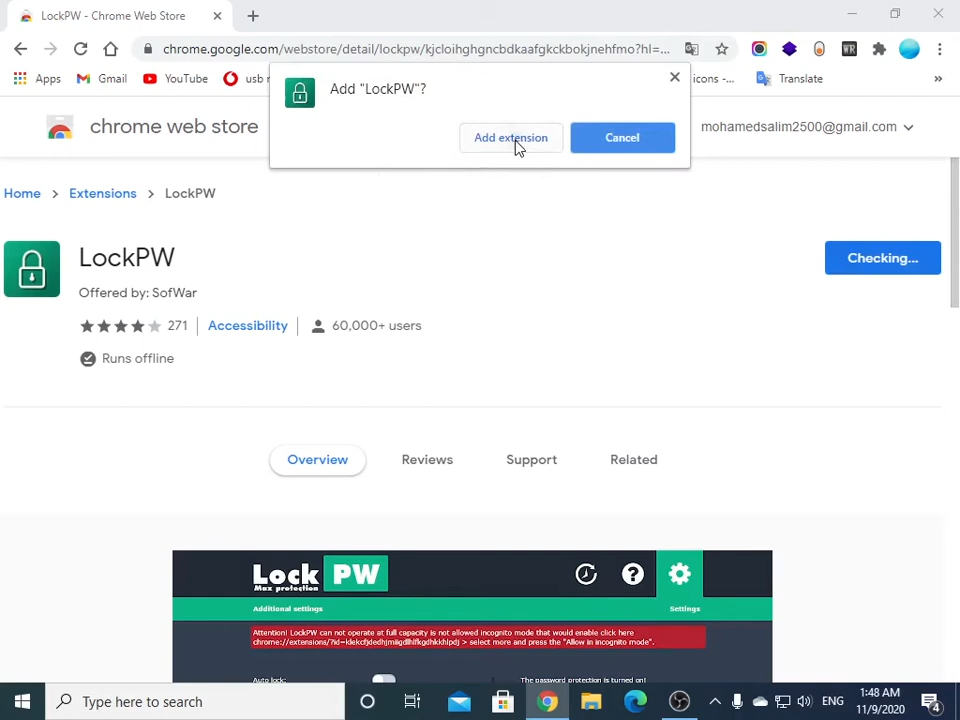 LockPW - Chrome Web Store
chrome.google.com/webstore/detail/lockpw/kjcloihghgncbdkaafgkckbokjnehfmo?hl=...
WR
Apps
Gmail
YouTube
usb r
icons -...
Translate
»
Add "LockPW"?
Add extension
Cancel
chrome web store
mohamedsalim2500@gmail.com
Home > Extensions > LockPW
LockPW
Checking...
Offered by: SofWar
271
Accessibility
60,000+ users
Runs offline
Overview
Reviews
Support
Related
Lock PW
Max protection
Additional settings
Settings
Attention! LockPW can not operate at full capacity is not allowed incognito mode that would enable click here
chrome://extensions/?id=klekcfjdedhjmiigdlhlfkgdhkkhlpdj > select more and press the "Allow in incognito mode".
Auto lock:
The password protection is turned on!
Type here to search
ENG
1:48 AM
11/9/2020
4